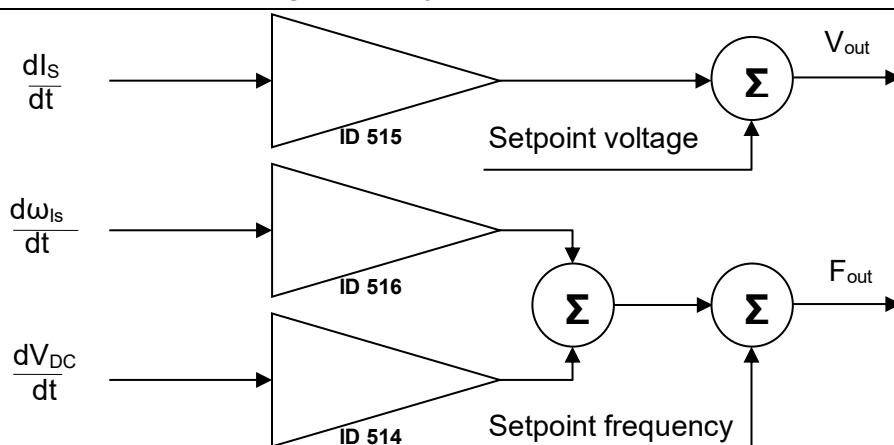 dI_S
dt
ID 515
Σ
V_out
Setpoint voltage
dω_Is
dt
ID 516
Σ
Σ
F_out
dV_DC
dt
ID 514
Setpoint frequency